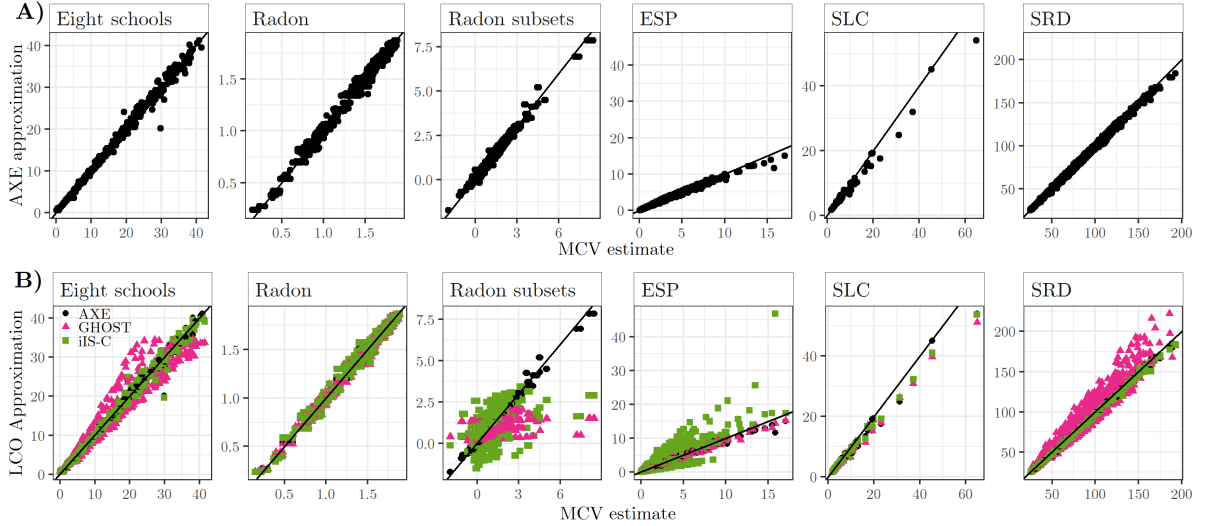 A)
Eight schools Radon Radon subsets ESP SLC SRD
AXE approximation
40
30
20
10
0
0 10 20 30 40
1.5
1.0
0.5
0.5 1.0 1.5
7.5
5.0
2.5
0.0
0 3 6
15
10
5
0
0 5 10 15
40
20
0
0 20 40 60
200
150
100
50
50 100 150 200
MCV estimate
B)
Eight schools Radon Radon subsets ESP SLC SRD
LCO Approximation
AXE
GHOST
iIS-C
40
30
20
10
0
0 10 20 30 40
1.5
1.0
0.5
0.5 1.0 1.5
7.5
5.0
2.5
0.0
0 3 6
50
40
30
20
10
0
0 5 10 15
40
20
0
0 20 40 60
200
150
100
50
50 100 150 200
MCV estimate